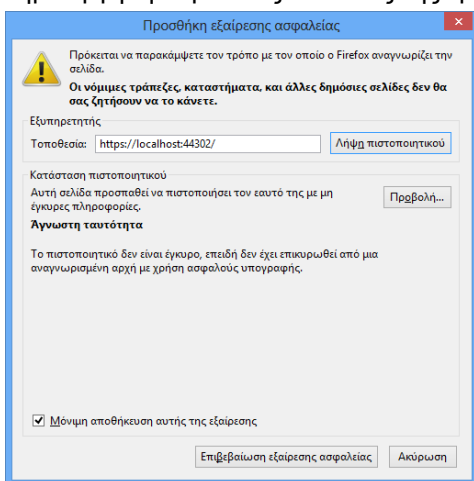 Προσθήκη εξαίρεσης ασφαλείας
Πρόκειται να παρακάμψετε τον τρόπο με τον οποίο ο Firefox αναγνωρίζει την
σελίδα.
Οι νόμιμες τράπεζες, καταστήματα, και άλλες δημόσιες σελίδες δεν θα
σας ζητήσουν να το κάνετε.
Εξυπηρετητής
Τοποθεσία: https://localhost:44302/ Λήψη πιστοποιητικού
Κατάσταση πιστοποιητικού
Αυτή σελίδα προσπαθεί να πιστοποιήσει τον εαυτό της με μη
έγκυρες πληροφορίες.
Προβολή...
Άγνωστη ταυτότητα
Το πιστοποιητικό δεν είναι έγκυρο, επειδή δεν έχει επικυρωθεί από μια
αναγνωρισμένη αρχή με χρήση ασφαλούς υπογραφής.
Μόνιμη αποθήκευση αυτής της εξαίρεσης
Επιβεβαίωση εξαίρεσης ασφαλείας Ακύρωση